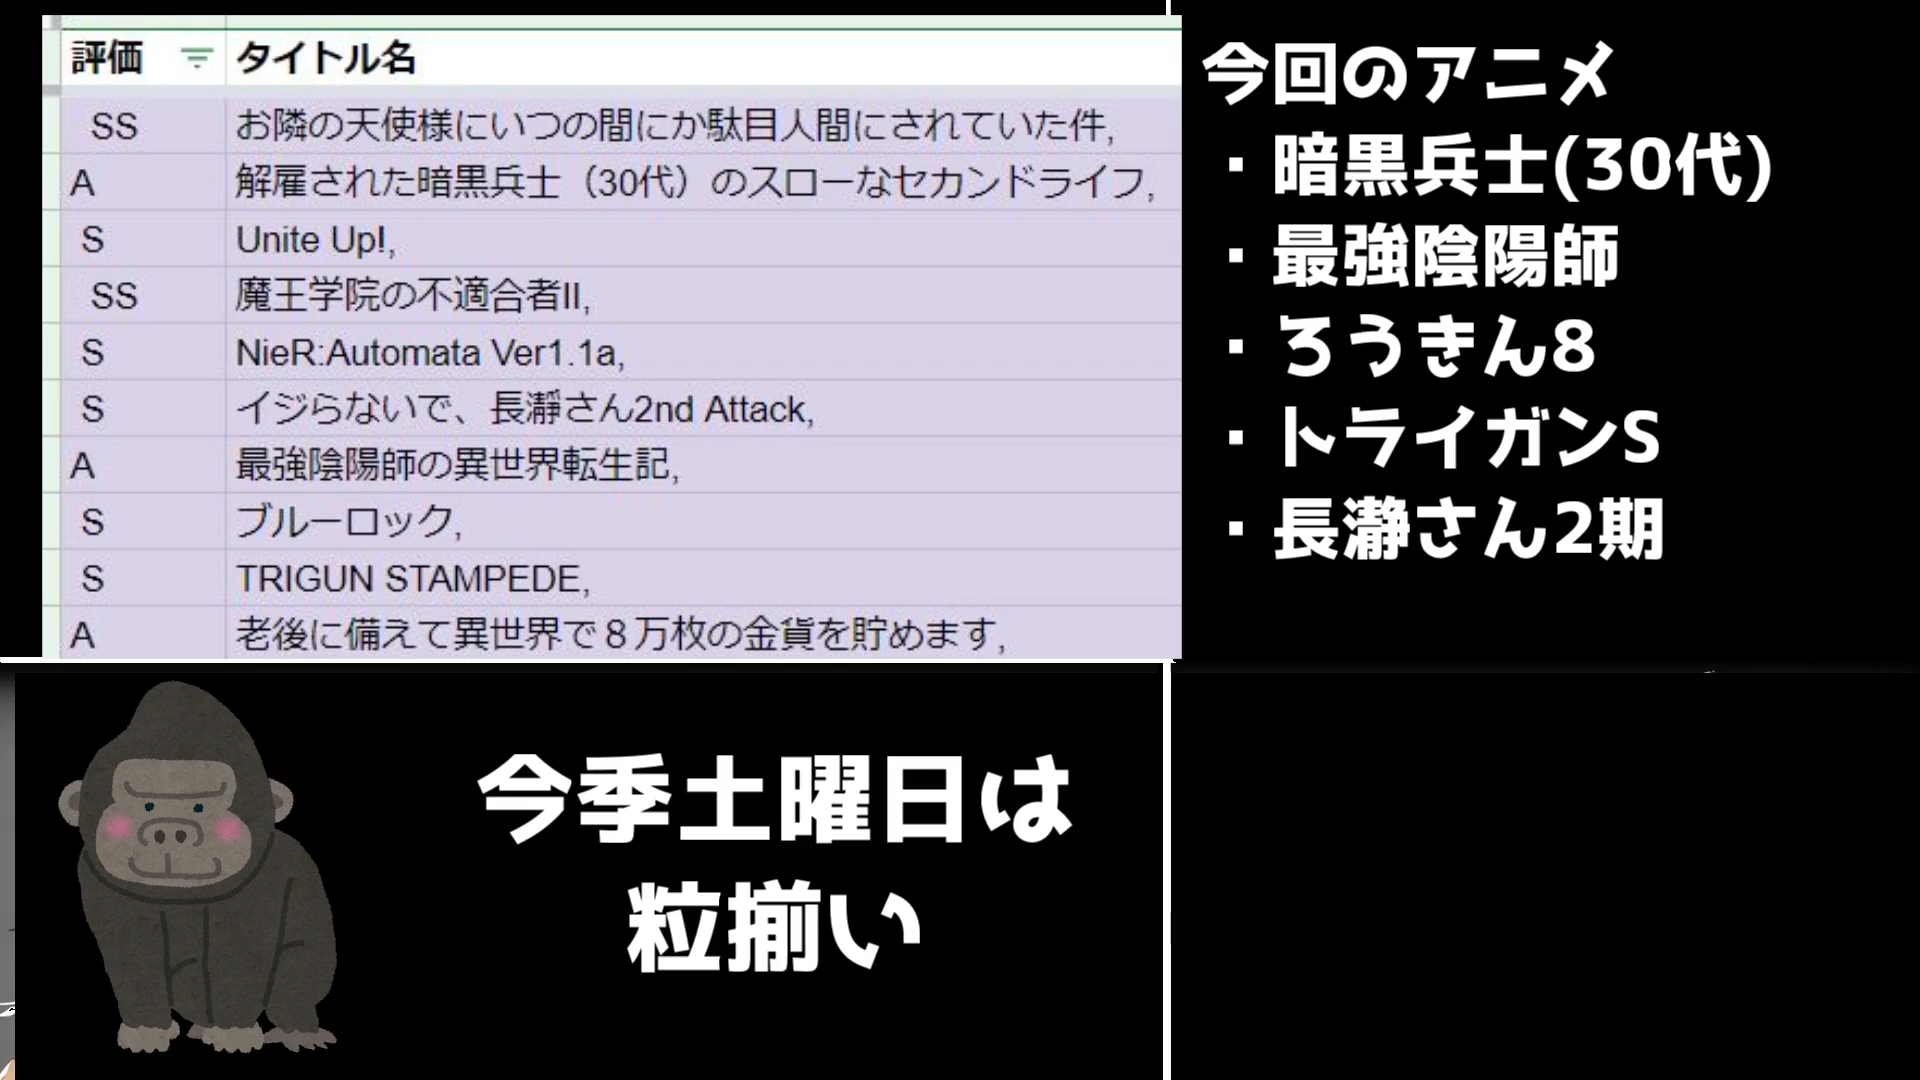 評価 タイトル名
SS お隣の天使様にいつの間にか駄目人間にされていた件,
A 解雇された暗黒兵士（30代）のスローなセカンドライフ,
S Unite Up!,
SS 魔王学院の不適合者II,
S NieR:Automata Ver1.1a,
S イジらないで、長瀞さん2nd Attack,
A 最強陰陽師の異世界転生記,
S ブルーロック,
S TRIGUN STAMPEDE,
A 老後に備えて異世界で８万枚の金貨を貯めます,
今回のアニメ
・暗黒兵士(30代)
・最強陰陽師
・ろうきん8
・トライガンS
・長瀞さん2期
今季土曜日は
粒揃い